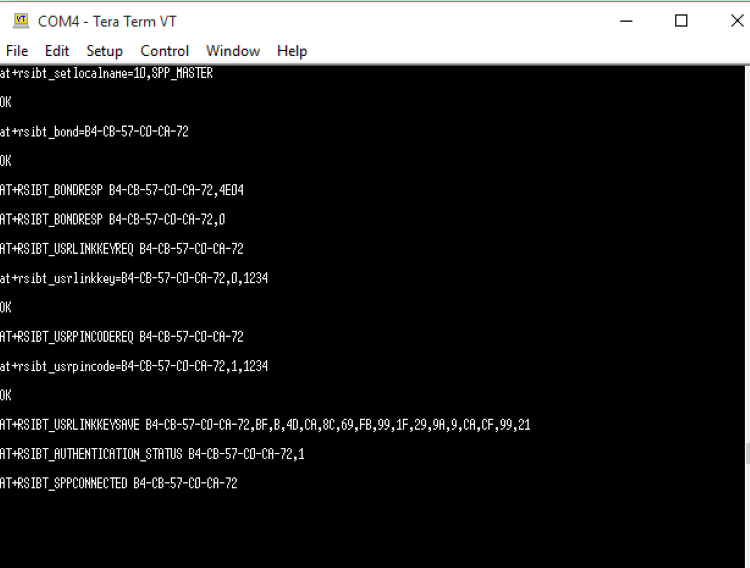 VT COM4 - Tera Term VT
File Edit Setup Control Window Help
at+rsibt_setlocalname=10,SPP_MASTER
OK
at+rsibt_bond=B4-CB-57-C0-CA-72
OK
AT+RSIBT_BONDRESP B4-CB-57-C0-CA-72,4E04
AT+RSIBT_BONDRESP B4-CB-57-C0-CA-72,0
AT+RSIBT_USRLINKKEYREQ B4-CB-57-C0-CA-72
at+rsibt_usrlinkkey=B4-CB-57-C0-CA-72,0,1234
OK
AT+RSIBT_USRPINCODEREQ B4-CB-57-C0-CA-72
at+rsibt_usrpincode=B4-CB-57-C0-CA-72,1,1234
OK
AT+RSIBT_USRLINKKEYSAVE B4-CB-57-C0-CA-72,BF,B,4D,CA,8C,69,FB,99,1F,29,9A,9,CA,CF,99,21
AT+RSIBT_AUTHENTICATION_STATUS B4-CB-57-C0-CA-72,1
AT+RSIBT_SPPCONNECTED B4-CB-57-C0-CA-72